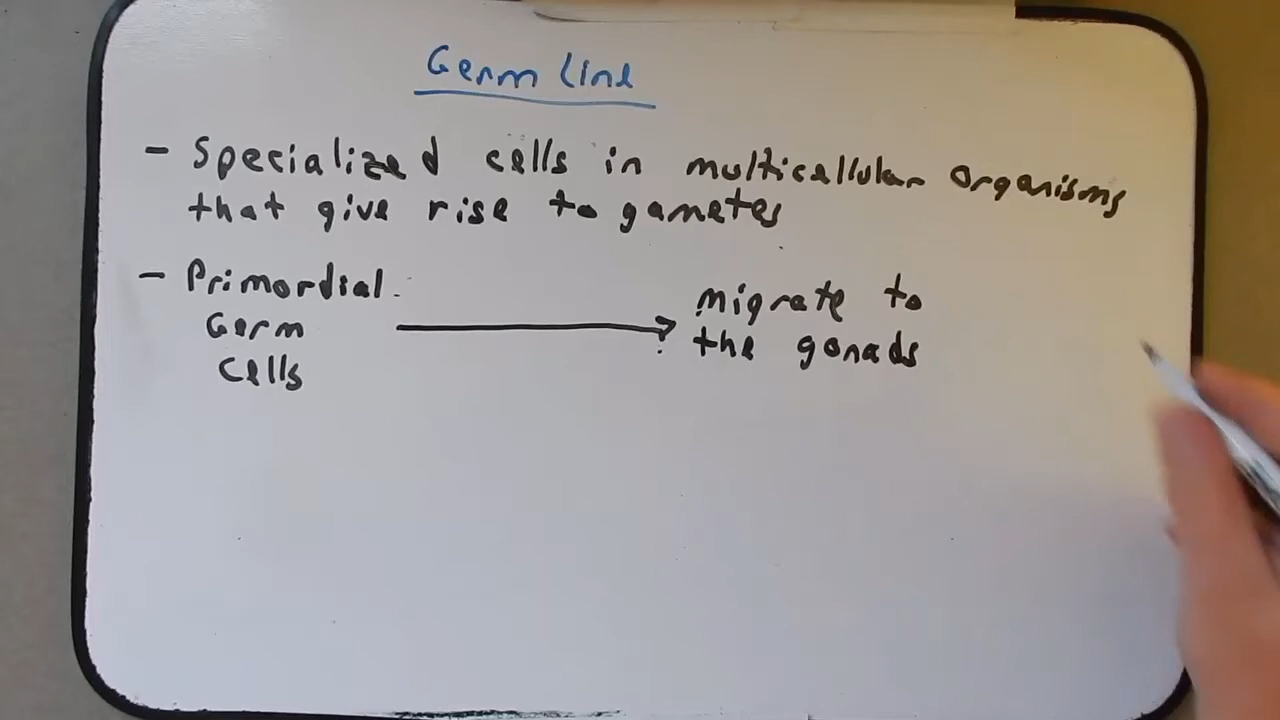 Germ Line
- Specialized cells in multicellular organisms
that give rise to gametes
- Primordial
Germ
Cells
migrate to
the gonads